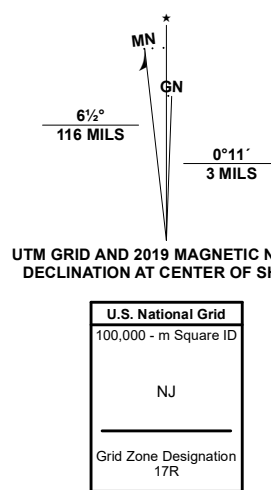 ★
MN
GN
6½°
116 MILS
0°11´
3 MILS
UTM GRID AND 2019 MAGNETIC
DECLINATION AT CENTER OF
U.S. National Grid
100,000 - m Square ID
NJ
Grid Zone Designation
17R